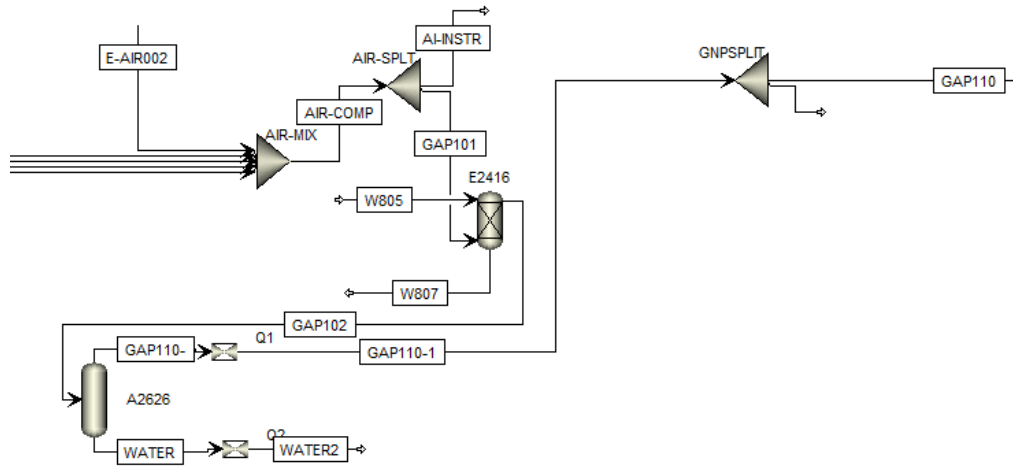 AI-INSTR
E-AIR002
AIR-SPLT
GNPSPLIT
GAP110
AIR-COMP
AIR-MIX
GAP101
E2416
W805
W807
GAP102
Q1
GAP110-
GAP110-1
A2626
Q2
WATER
WATER2